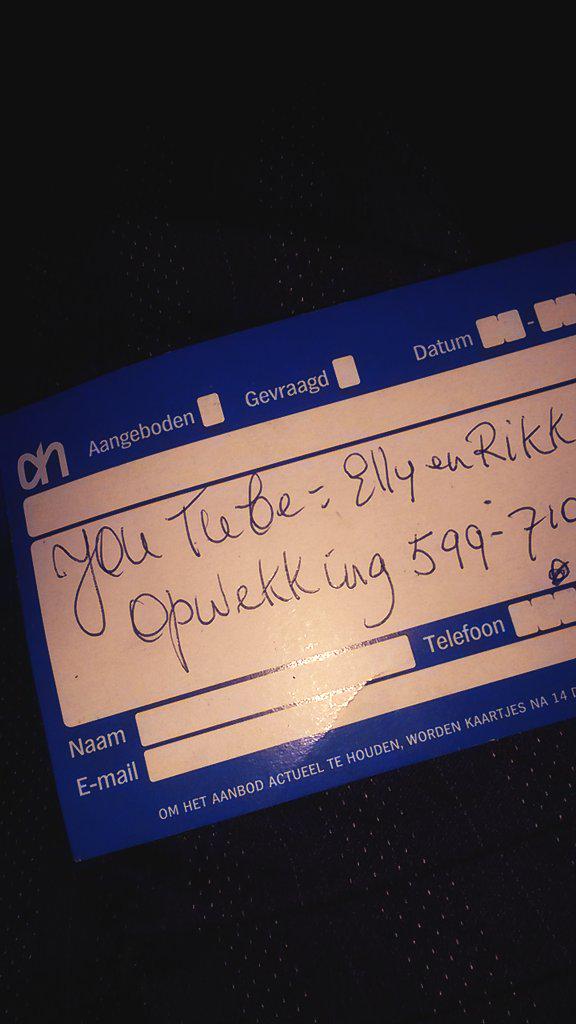 ah Aangeboden Gevraagd Datum
You Tube = Elly en Rikk
Opwekking 599-710
Telefoon
Naam
E-mail
OM HET AANBOD ACTUEEL TE HOUDEN, WORDEN KAARTJES NA 14 D